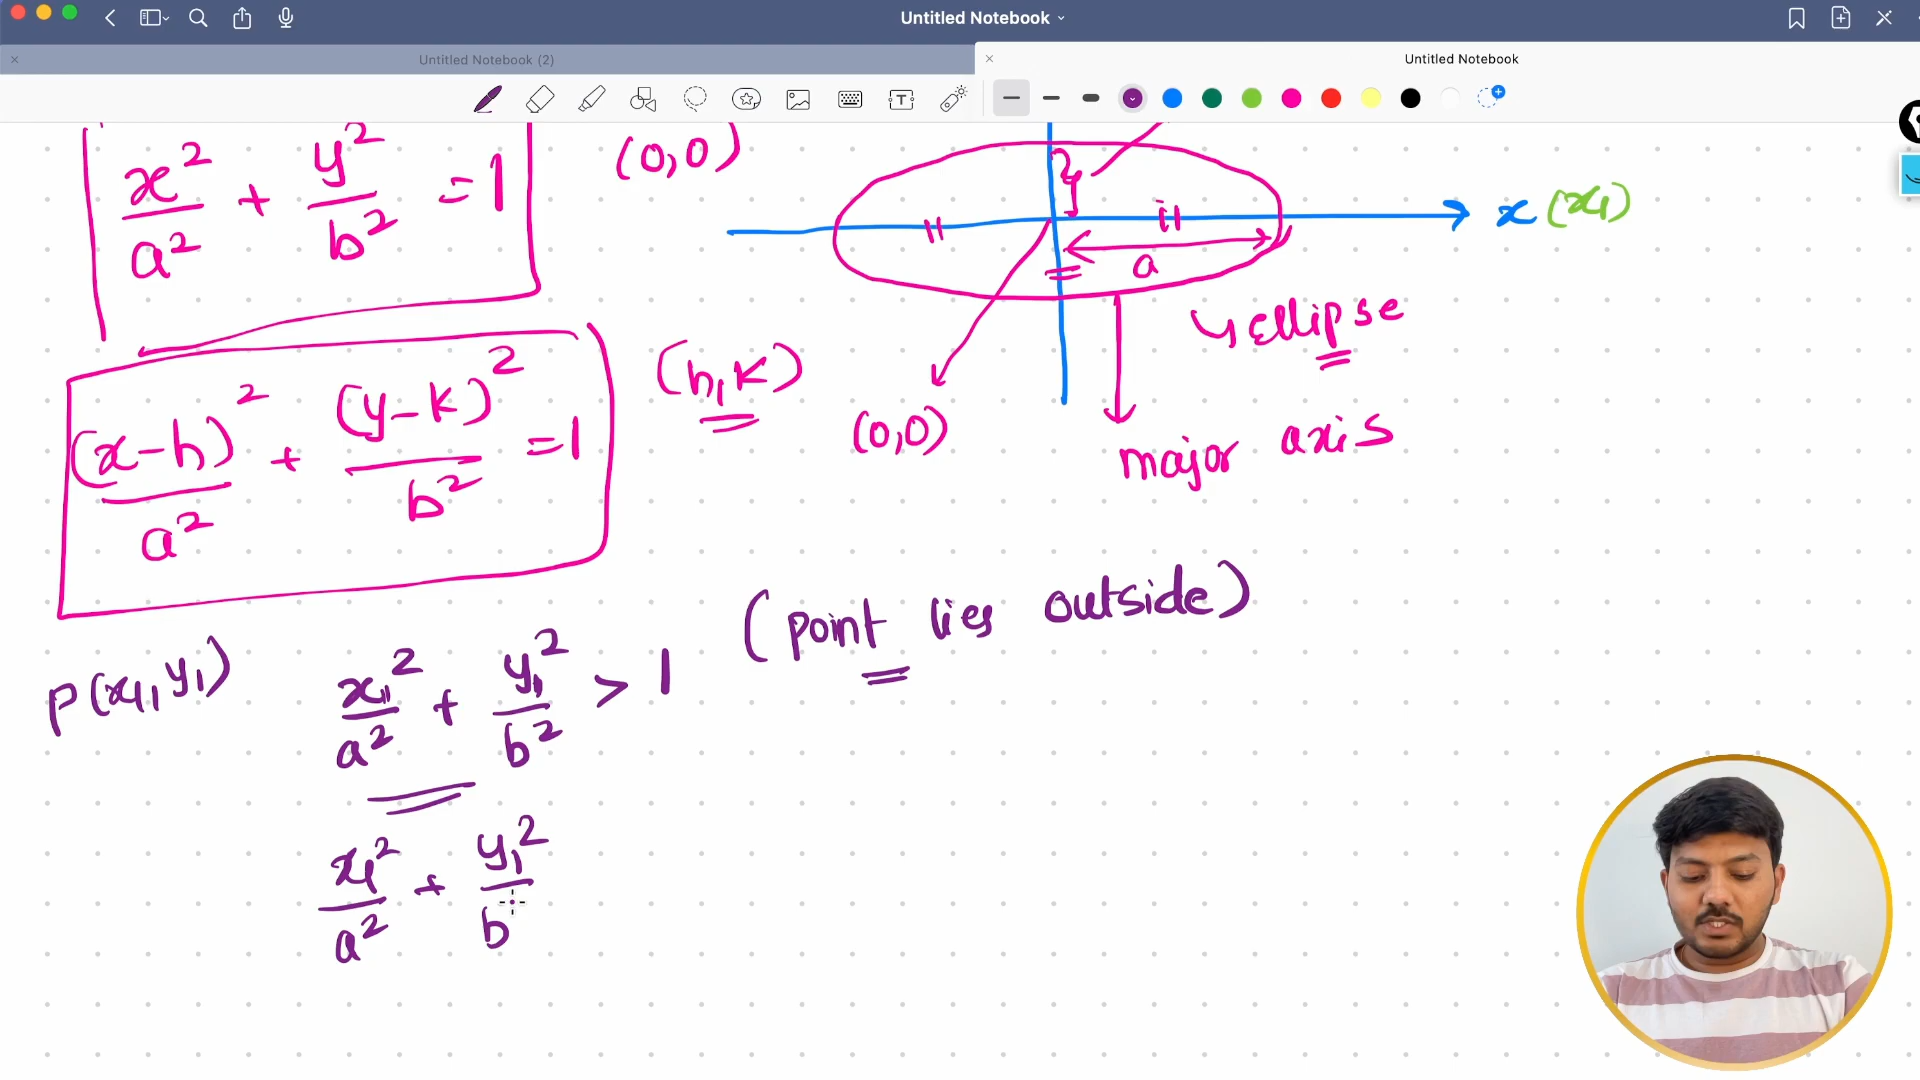 Untitled Notebook
Untitled Notebook (2)
Untitled Notebook
x²/a² + y²/b² = 1
(0,0)
x (x₁)
a
ellipse
(x-h)²/a² + (y-k)²/b² = 1
(h,k)
(0,0)
major axis
P(x₁,y₁)
x₁²/a² + y₁²/b² > 1
(point lies outside)
x₁²/a² + y₁²/b